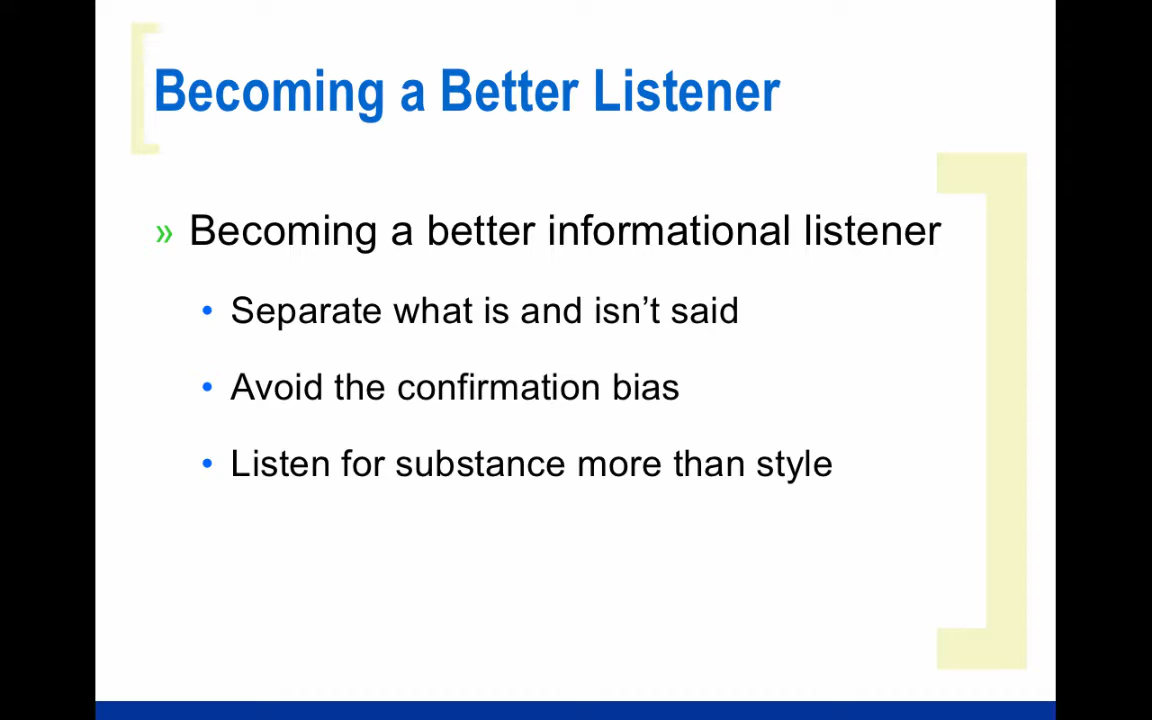 Becoming a Better Listener
» Becoming a better informational listener
• Separate what is and isn’t said
• Avoid the confirmation bias
• Listen for substance more than style